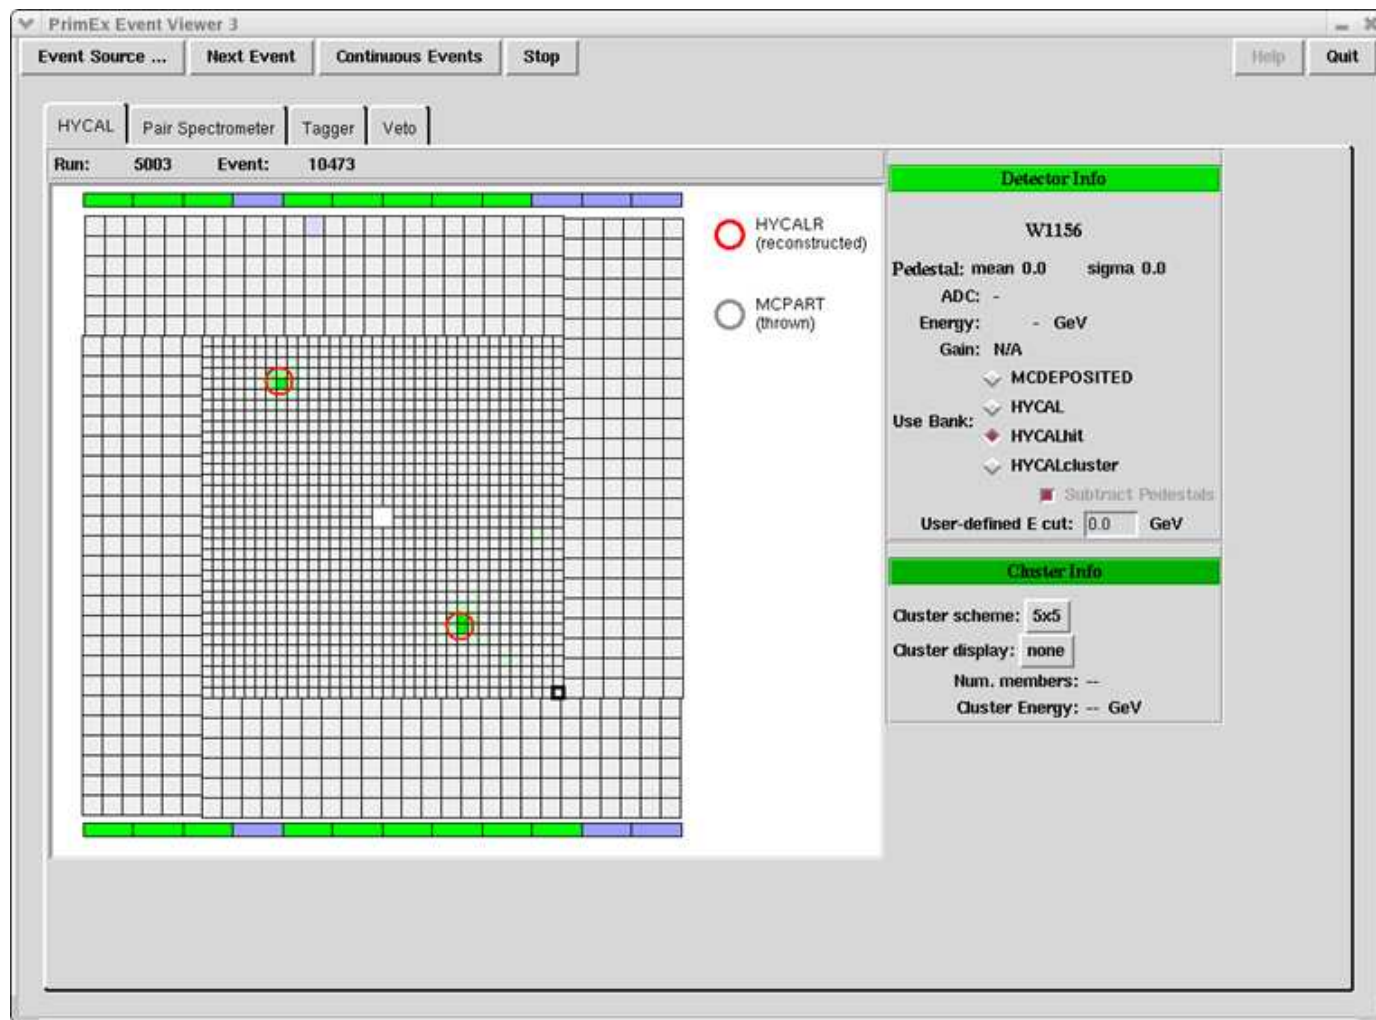 PrimEx Event Viewer 3
Event Source ... Next Event Continuous Events Stop Help Quit
HYCAL Pair Spectrometer Tagger Veto
Run: 5003 Event: 10473
HYCALR
(reconstructed)
MCPART
(thrown)
Detector Info
W1156
Pedestal: mean 0.0 sigma 0.0
ADC: -
Energy: - GeV
Gain: N/A
Use Bank:
MCDEPOSITED
HYCAL
HYCALhit
HYCALcluster
Subtract Pedestals
User-defined E cut: 0.0 GeV
Cluster Info
Cluster scheme: 5x5
Cluster display: none
Num. members: --
Cluster Energy: -- GeV